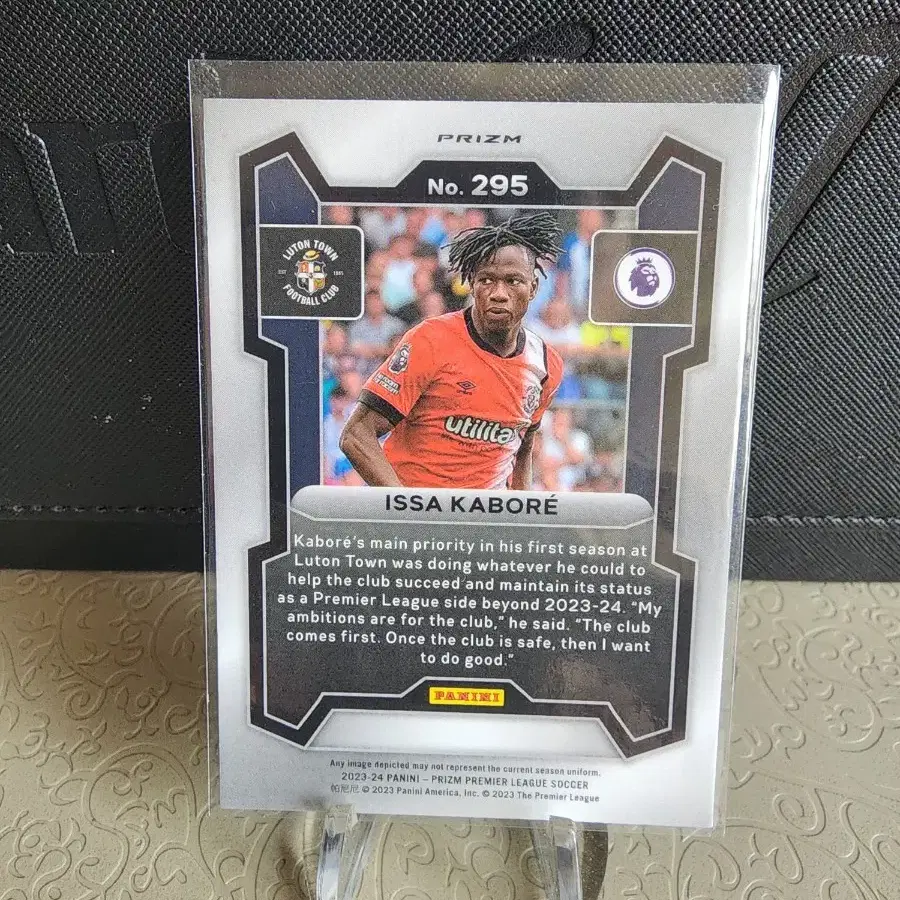 PRIZM
No. 295
LUTON TOWN
EST 1885
FOOTBALL CLUB
utilita
ISSA KABORÉ
Kaboré's main priority in his first season at
Luton Town was doing whatever he could to
help the club succeed and maintain its status
as a Premier League side beyond 2023-24. "My
ambitions are for the club," he said. "The club
comes first. Once the club is safe, then I want
to do good."
PANINI
Any image depicted may not represent the current season uniform.
2023-24 PANINI – PRIZM PREMIER LEAGUE SOCCER
帕尼尼 © 2023 Panini America, Inc. © 2023 The Premier League